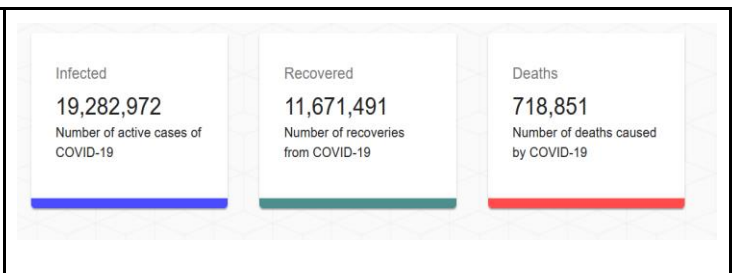 Infected
19,282,972
Number of active cases of
COVID-19
Recovered
11,671,491
Number of recoveries
from COVID-19
Deaths
718,851
Number of deaths caused
by COVID-19